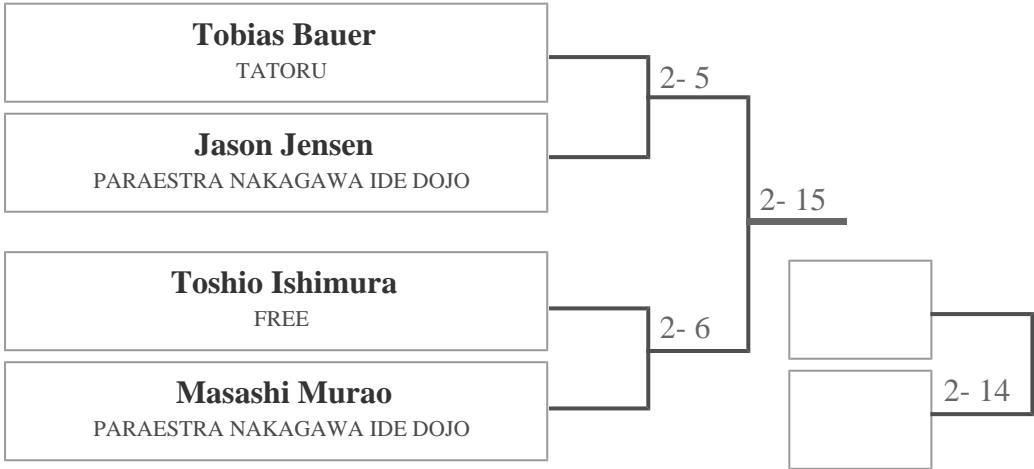 Tobias Bauer
TATORU
2- 5
Jason Jensen
PARAESTRA NAKAGAWA IDE DOJO
2- 15
Toshio Ishimura
FREE
2- 6
Masashi Murao
PARAESTRA NAKAGAWA IDE DOJO
2- 14